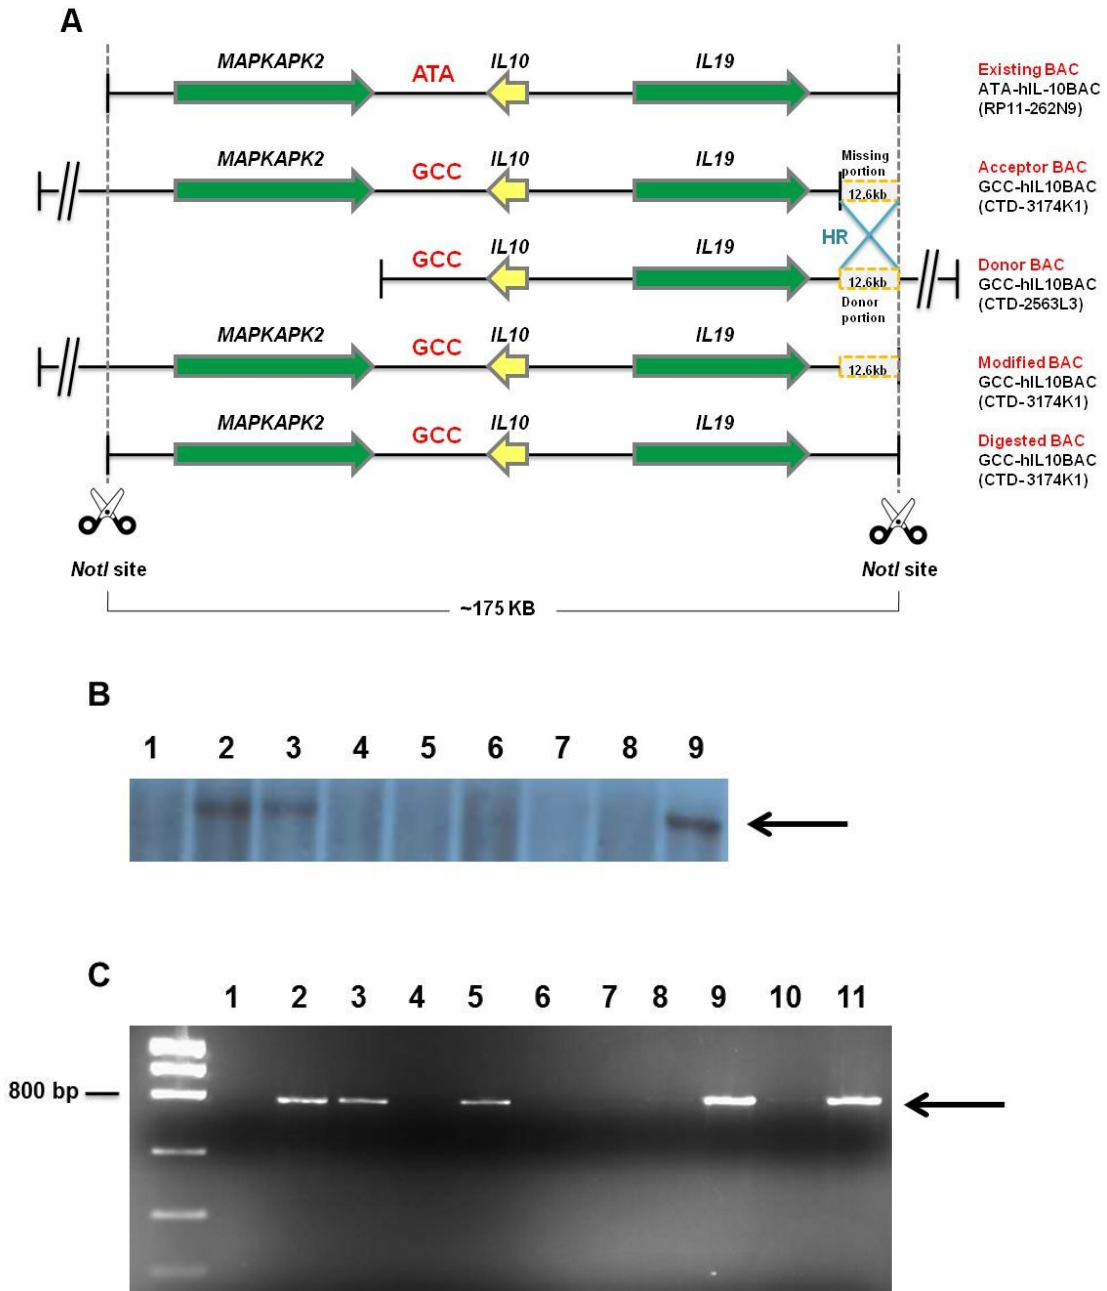 A
MAPKAPK2 ATA IL10 IL19
Existing BAC
ATA-hIL-10BAC
(RP11-262N9)
MAPKAPK2 GCC IL10 IL19
Missing
portion
12.6kb
Acceptor BAC
GCC-hIL10BAC
(CTD-3174K1)
HR
GCC IL10 IL19
12.6kb
Donor
portion
Donor BAC
GCC-hIL10BAC
(CTD-2563L3)
MAPKAPK2 GCC IL10 IL19
12.6kb
Modified BAC
GCC-hIL10BAC
(CTD-3174K1)
MAPKAPK2 GCC IL10 IL19
Digested BAC
GCC-hIL10BAC
(CTD-3174K1)
NotI site NotI site
~175 KB
B
1 2 3 4 5 6 7 8 9
C
1 2 3 4 5 6 7 8 9 10 11
800 bp